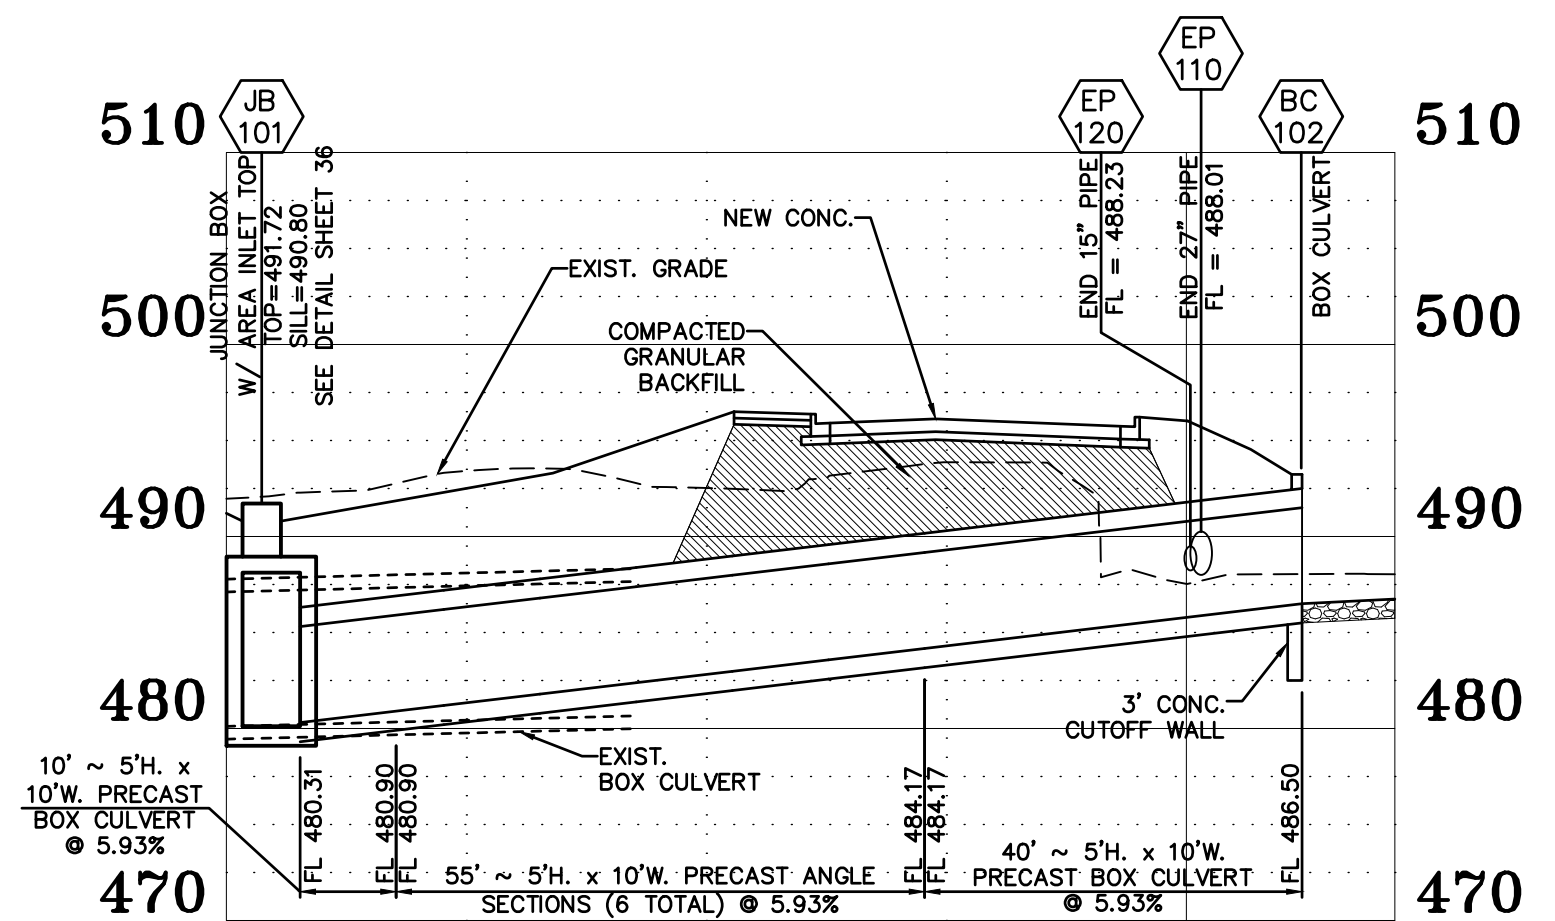 EP
110
JB
101
EP
120
BC
102
510
510
JUNCTION BOX
W/ AREA INLET TOP
TOP=491.72
SILL=490.80
SEE DETAIL SHEET 36
END 15" PIPE
FL = 488.23
END 27" PIPE
FL = 488.01
BOX CULVERT
NEW CONC.
EXIST. GRADE
500
500
COMPACTED
GRANULAR
BACKFILL
490
490
480
480
3' CONC.
CUTOFF WALL
EXIST.
BOX CULVERT
10' ~ 5'H. x
10'W. PRECAST
BOX CULVERT
@ 5.93%
FL 480.31
FL 480.90
FL 480.90
FL 484.17
FL 484.17
FL 486.50
55' ~ 5'H. x 10'W. PRECAST ANGLE
SECTIONS (6 TOTAL) @ 5.93%
40' ~ 5'H. x 10'W.
PRECAST BOX CULVERT
@ 5.93%
470
470